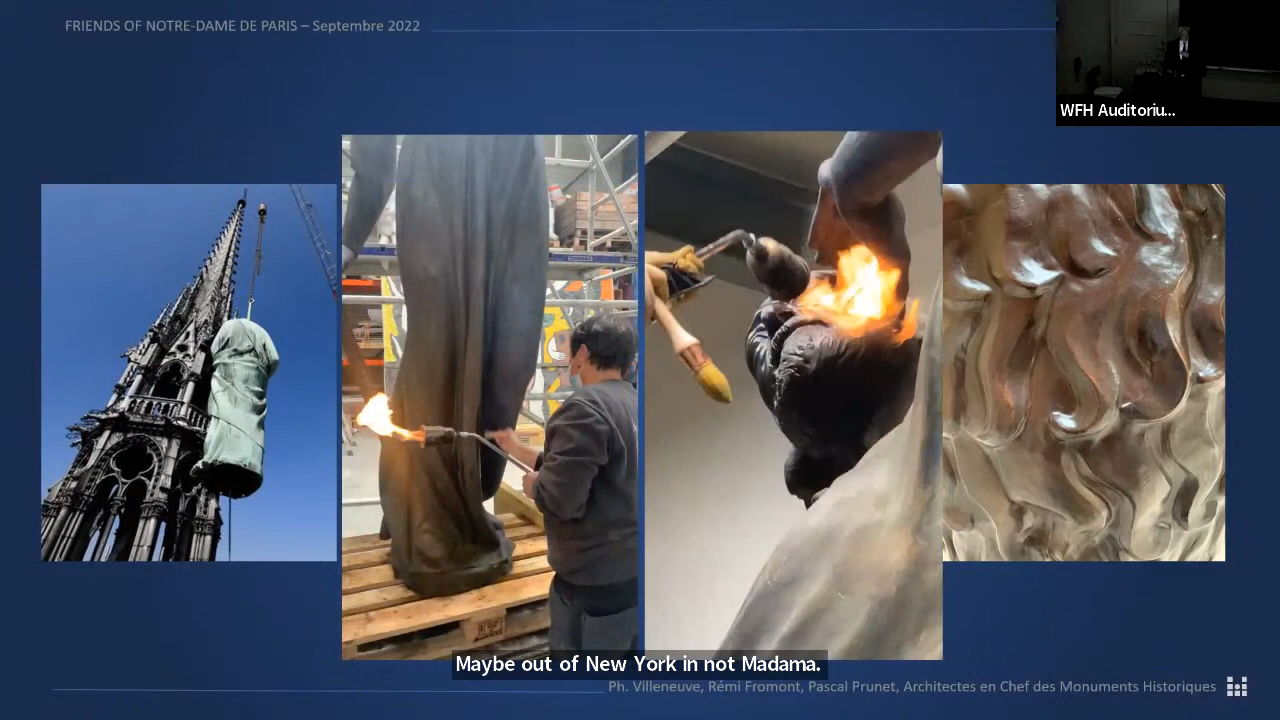 FRIENDS OF NOTRE-DAME DE PARIS – Septembre 2022
WFH Auditoriu...
Maybe out of New York in not Madama.
Ph. Villeneuve, Rémi Fromont, Pascal Prunet, Architectes en Chef des Monuments Historiques